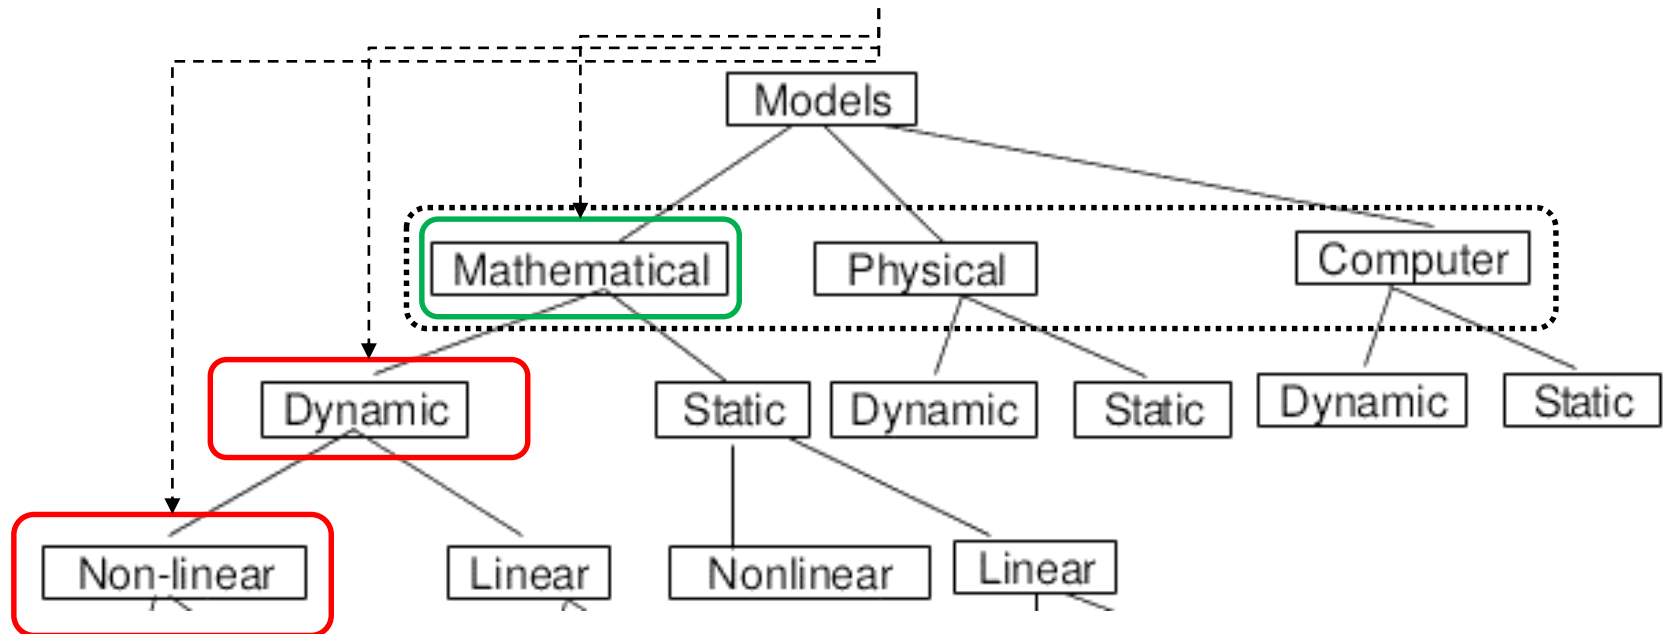 Models
Mathematical
Physical
Computer
Dynamic
Static
Dynamic
Static
Dynamic
Static
Non-linear
Linear
Nonlinear
Linear